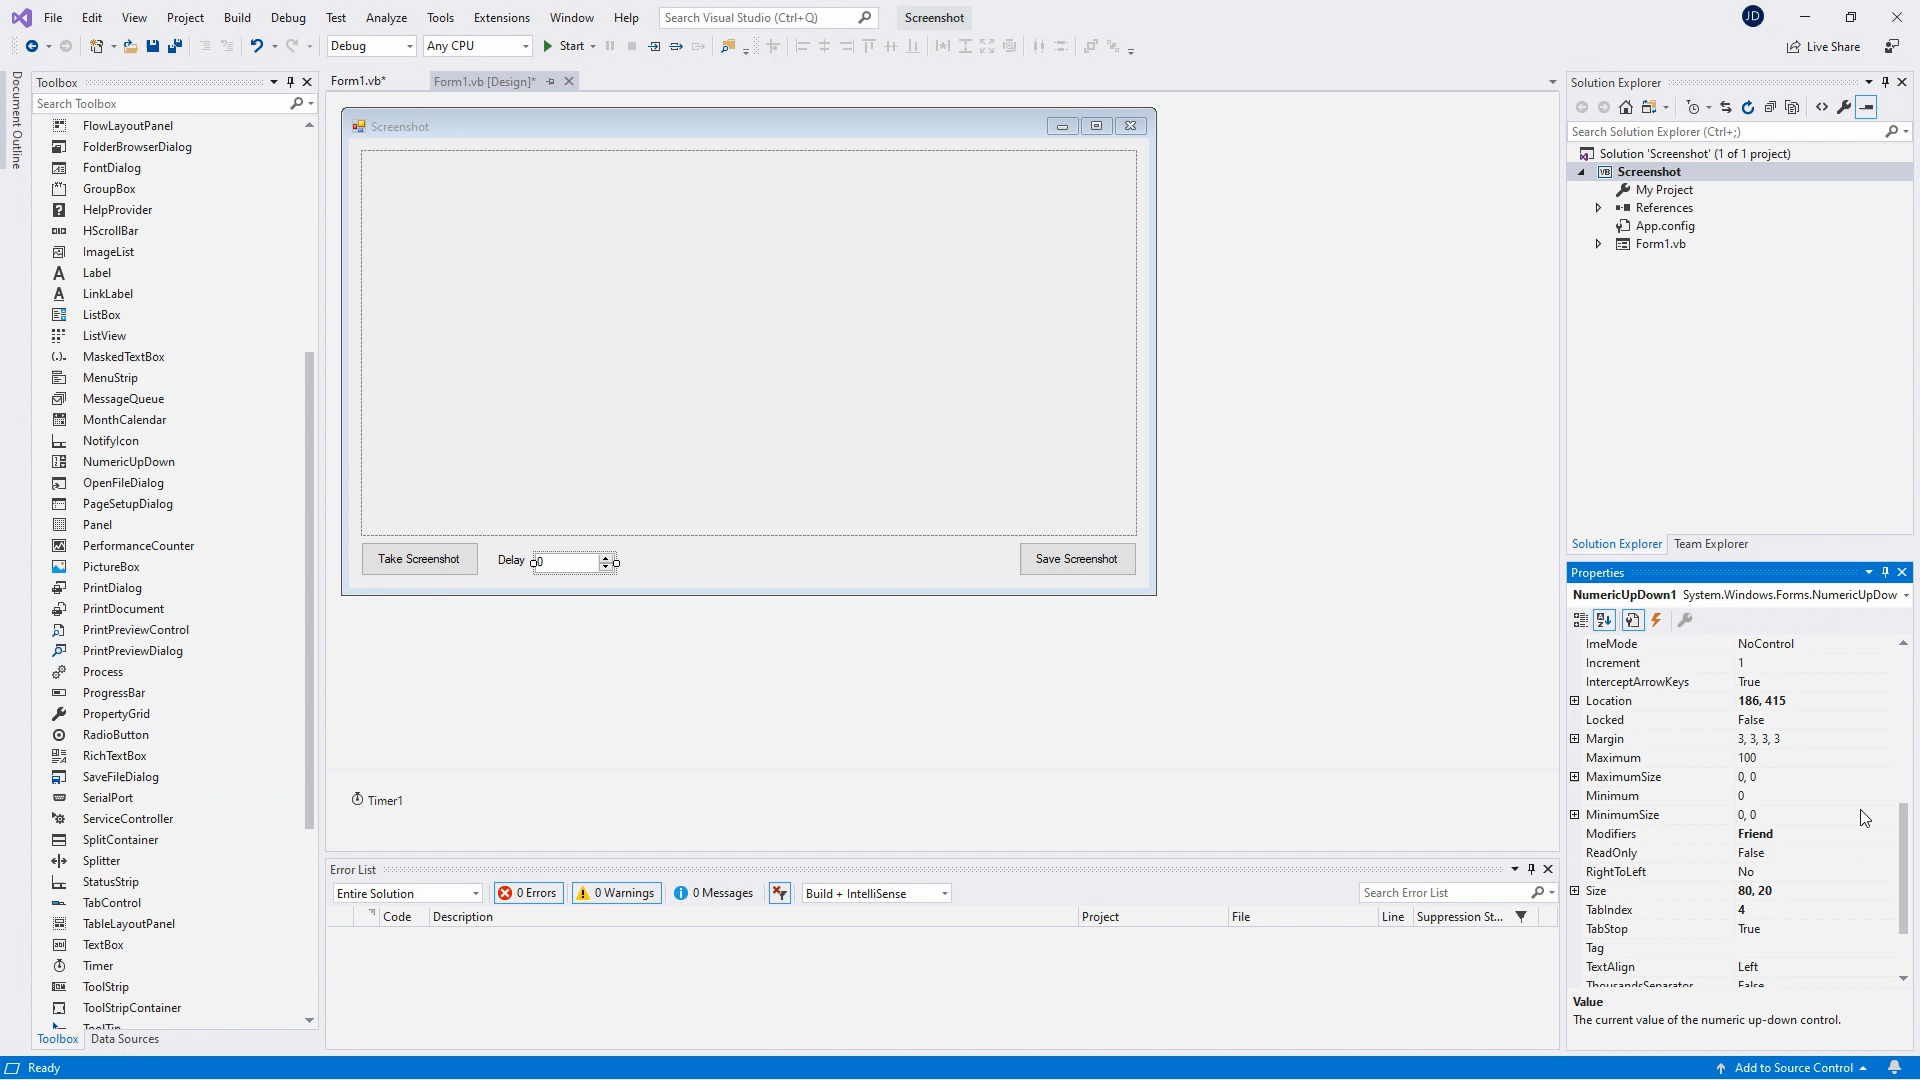 File Edit View Project Build Debug Test Analyze Tools Extensions Window Help Search Visual Studio (Ctrl+Q) Screenshot JD
Debug Any CPU Start Live Share
Document Outline
Toolbox
Search Toolbox
FlowLayoutPanel
FolderBrowserDialog
FontDialog
GroupBox
HelpProvider
HScrollBar
ImageList
Label
LinkLabel
ListBox
ListView
MaskedTextBox
MenuStrip
MessageQueue
MonthCalendar
NotifyIcon
NumericUpDown
OpenFileDialog
PageSetupDialog
Panel
PerformanceCounter
PictureBox
PrintDialog
PrintDocument
PrintPreviewControl
PrintPreviewDialog
Process
ProgressBar
PropertyGrid
RadioButton
RichTextBox
SaveFileDialog
SerialPort
ServiceController
SplitContainer
Splitter
StatusStrip
TabControl
TableLayoutPanel
TextBox
Timer
ToolStrip
ToolStripContainer
ToolTip
Toolbox Data Sources
Form1.vb* Form1.vb [Design]*
Screenshot
Take Screenshot Delay 0 Save Screenshot
Timer1
Error List
Entire Solution 0 Errors 0 Warnings 0 Messages Build + IntelliSense Search Error List
Code Description Project File Line Suppression St...
Solution Explorer
Search Solution Explorer (Ctrl+;)
Solution 'Screenshot' (1 of 1 project)
VB Screenshot
My Project
References
App.config
Form1.vb
Solution Explorer Team Explorer
Properties
NumericUpDown1 System.Windows.Forms.NumericUpDow
ImeMode NoControl
Increment 1
InterceptArrowKeys True
Location 186, 415
Locked False
Margin 3, 3, 3, 3
Maximum 100
MaximumSize 0, 0
Minimum 0
MinimumSize 0, 0
Modifiers Friend
ReadOnly False
RightToLeft No
Size 80, 20
TabIndex 4
TabStop True
Tag
TextAlign Left
ThousandsSeparator False
Value
The current value of the numeric up-down control.
Ready Add to Source Control